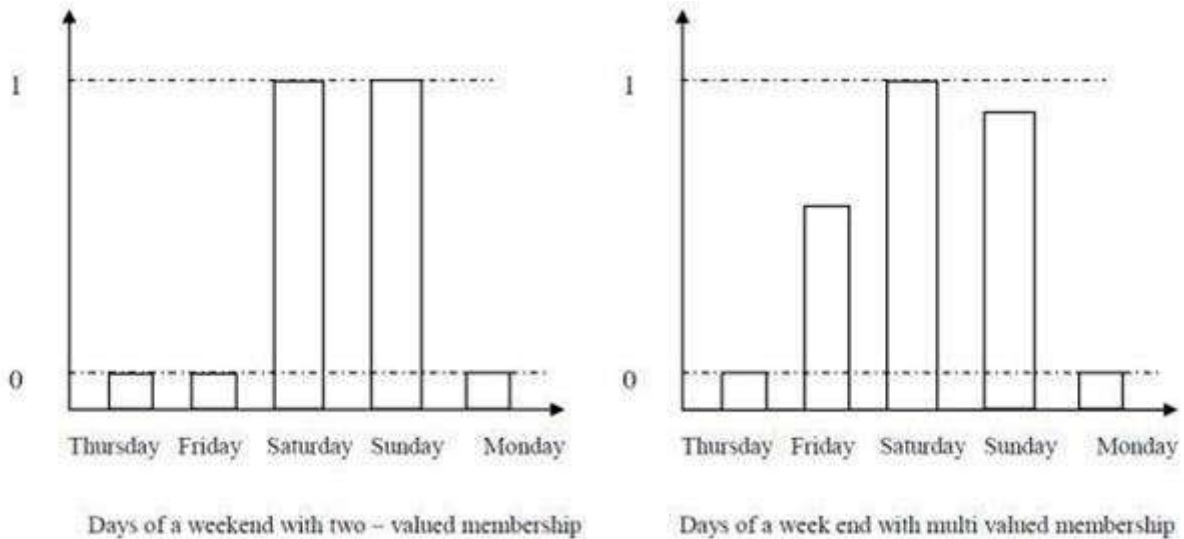 1
0
Thursday Friday Saturday Sunday Monday
Days of a weekend with two – valued membership
1
0
Thursday Friday Saturday Sunday Monday
Days of a week end with multi valued membership